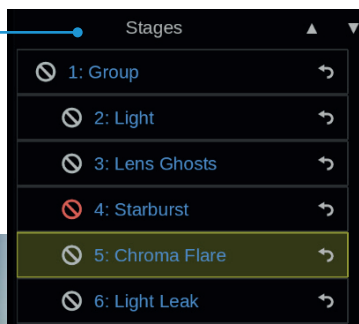 Stages
1: Group
2: Light
3: Lens Ghosts
4: Starburst
5: Chroma Flare
6: Light Leak